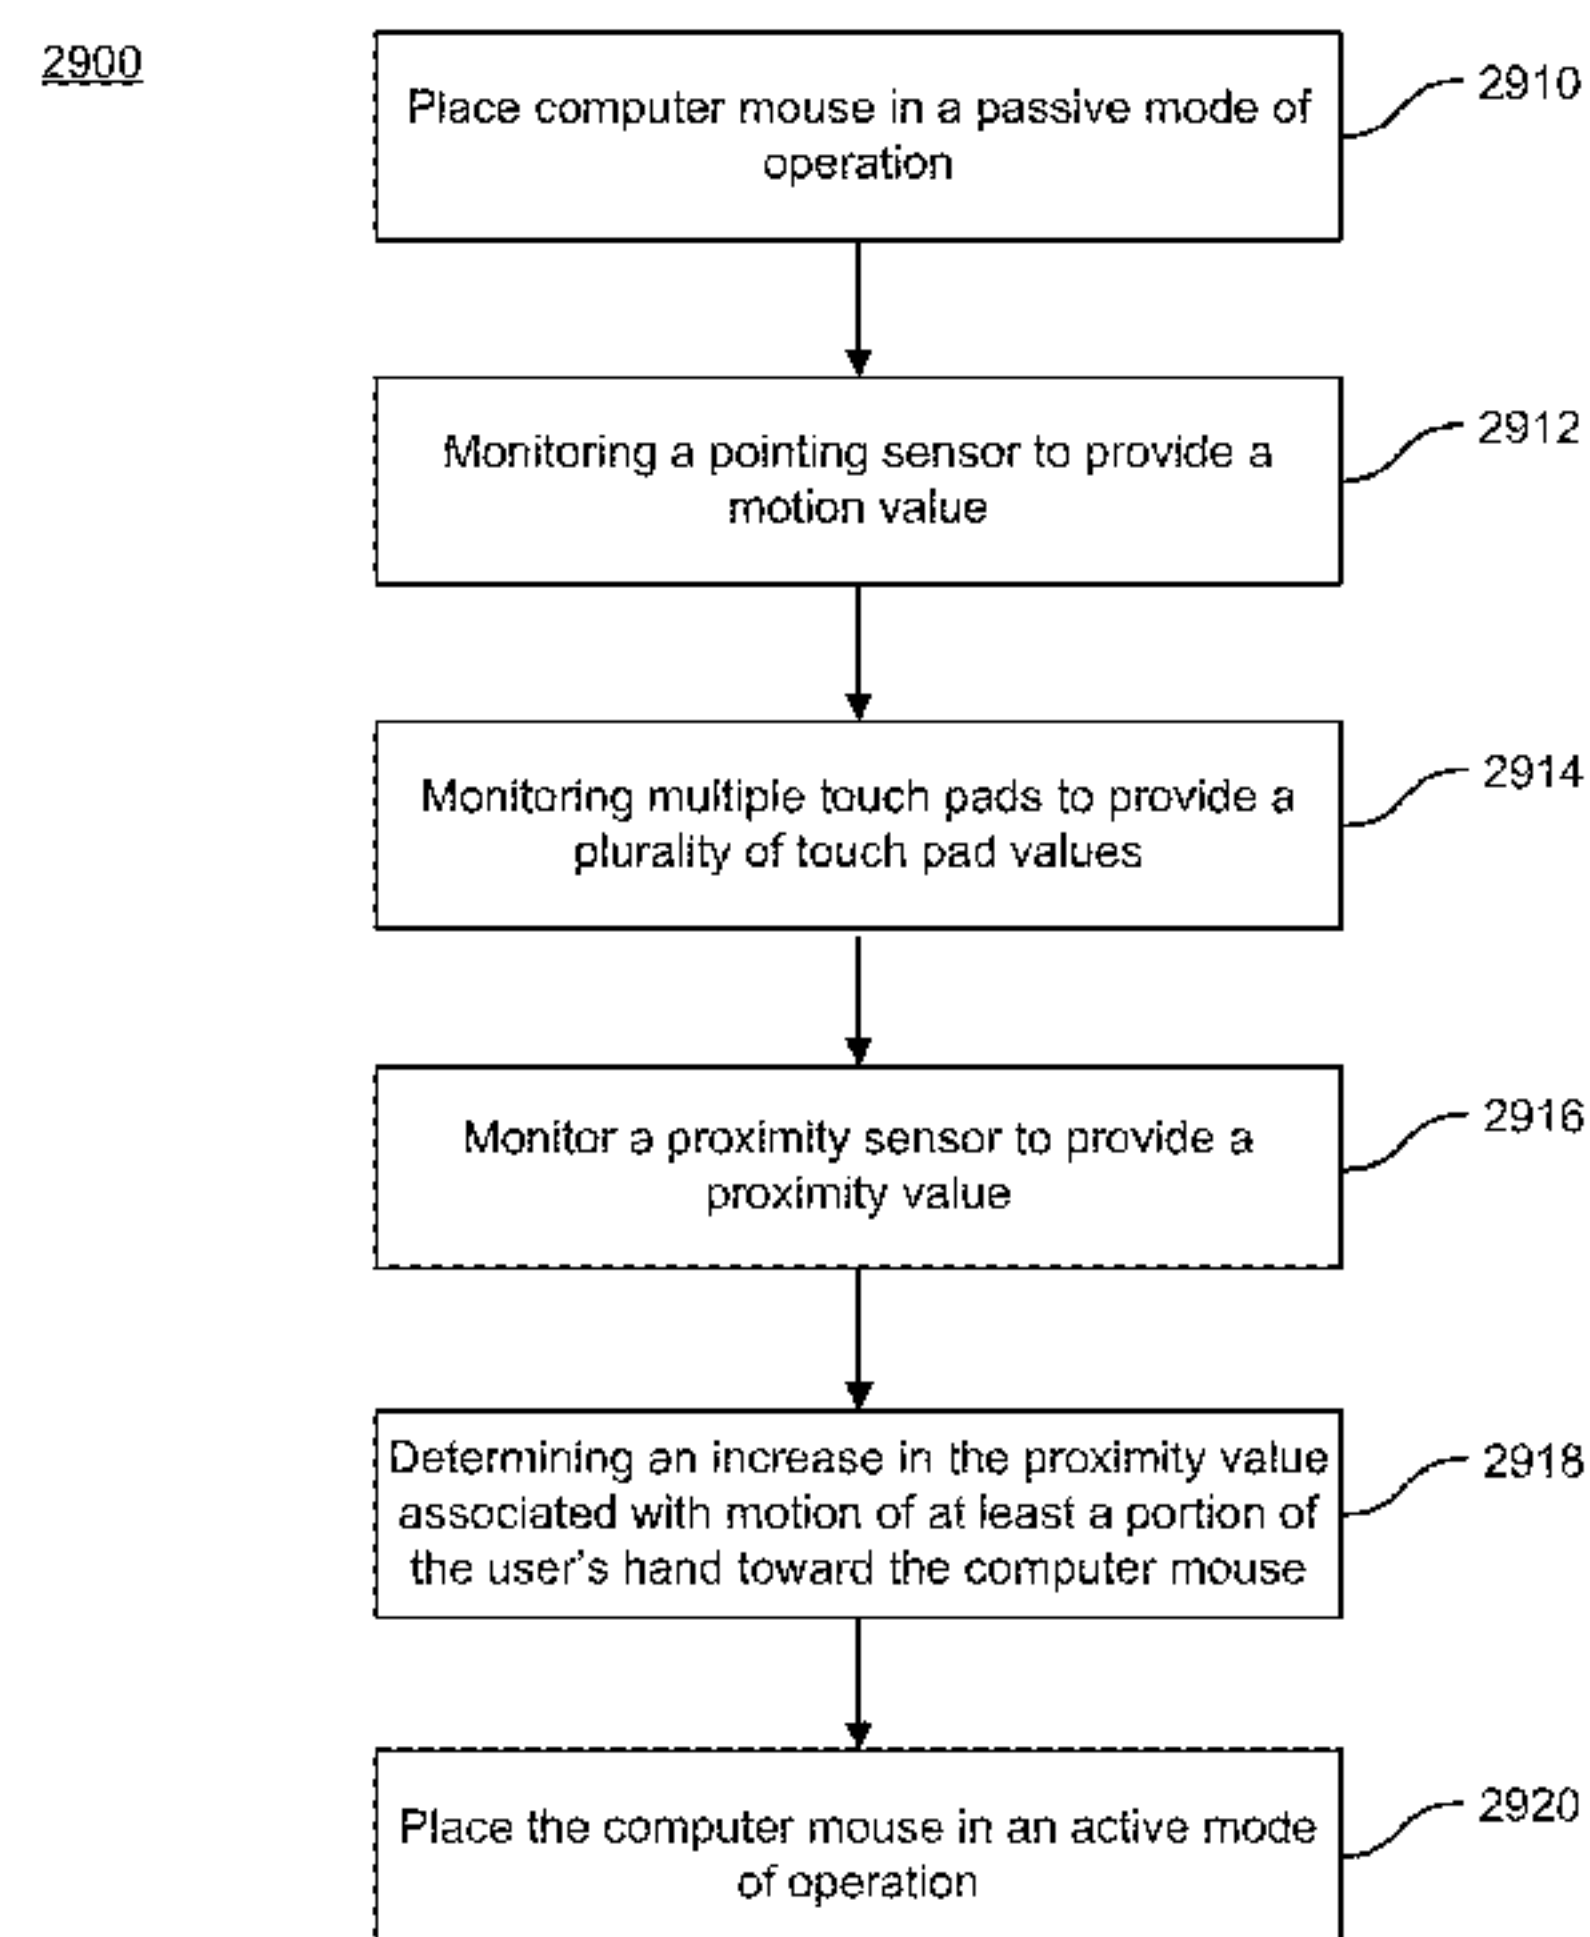 2900
Place computer mouse in a passive mode of
operation
2910
Monitoring a pointing sensor to provide a
motion value
2912
Monitoring multiple touch pads to provide a
plurality of touch pad values
2914
Monitor a proximity sensor to provide a
proximity value
2916
Determining an increase in the proximity value
associated with motion of at least a portion of
the user's hand toward the computer mouse
2918
Place the computer mouse in an active mode
of operation
2920